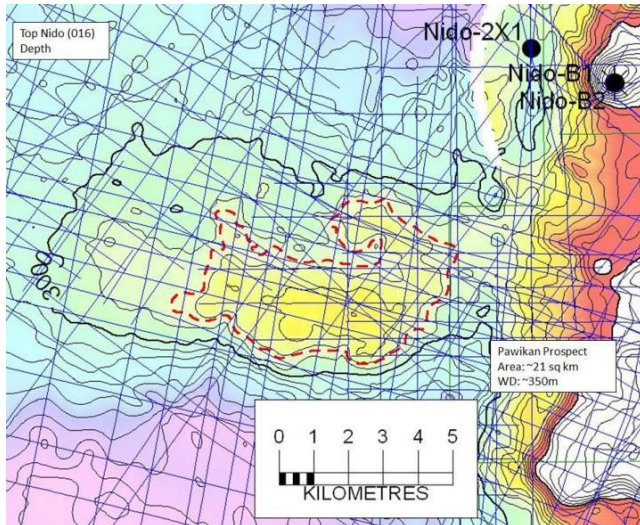 Top Nido (016)
Depth
Nido-2X1
Nido-B1
Nido-B2
3000
Pawikan Prospect
Area: ~21 sq km
WD: ~350m
0 1 2 3 4 5
KILOMETRES